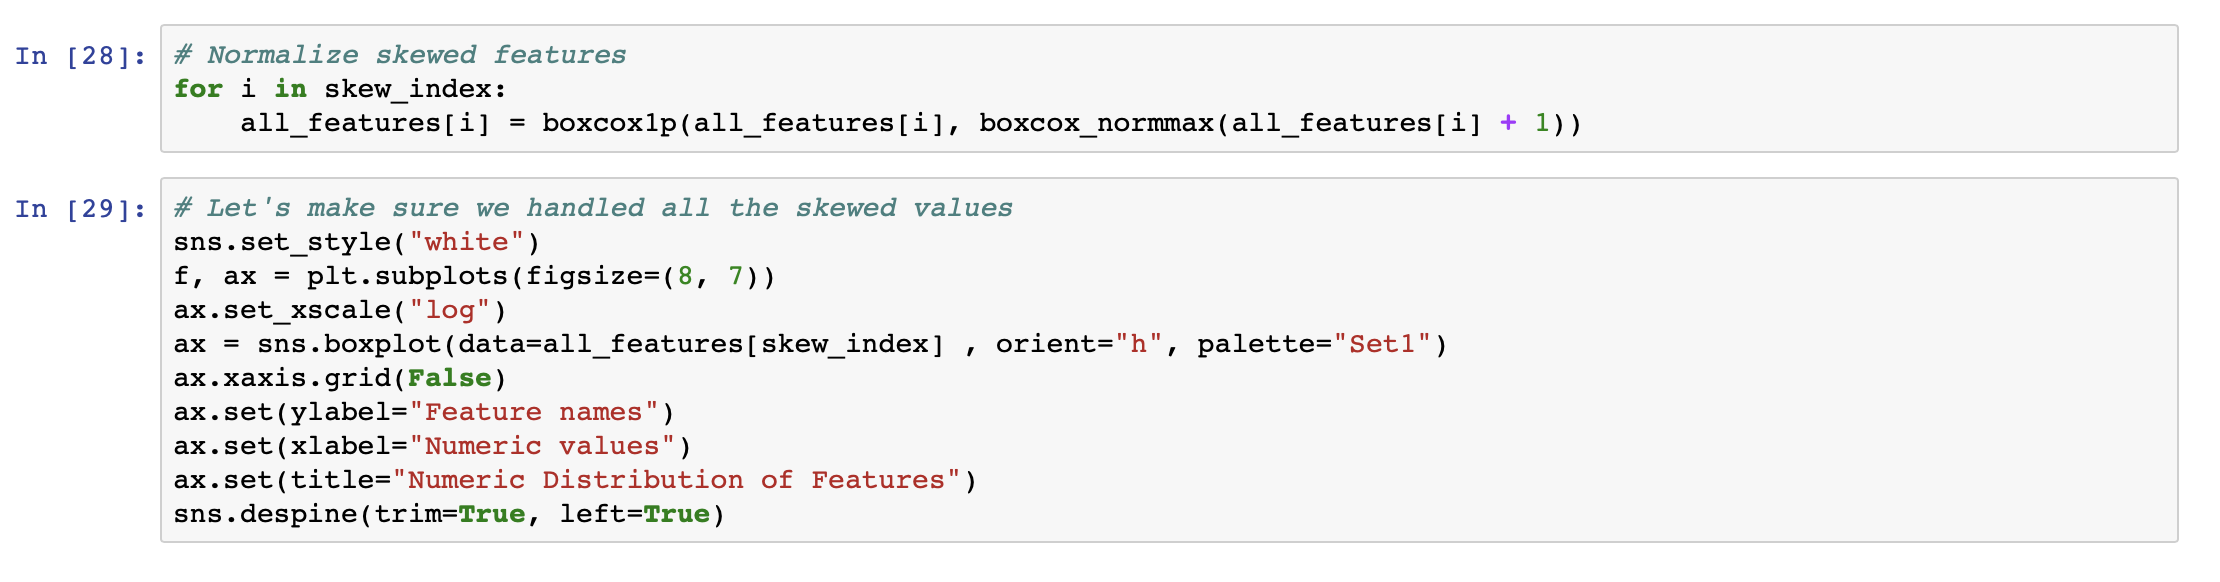 In [28]:
# Normalize skewed features
for i in skew_index:
    all_features[i] = boxcox1p(all_features[i], boxcox_normmax(all_features[i] + 1))
In [29]:
# Let's make sure we handled all the skewed values
sns.set_style("white")
f, ax = plt.subplots(figsize=(8, 7))
ax.set_xscale("log")
ax = sns.boxplot(data=all_features[skew_index] , orient="h", palette="Set1")
ax.xaxis.grid(False)
ax.set(ylabel="Feature names")
ax.set(xlabel="Numeric values")
ax.set(title="Numeric Distribution of Features")
sns.despine(trim=True, left=True)